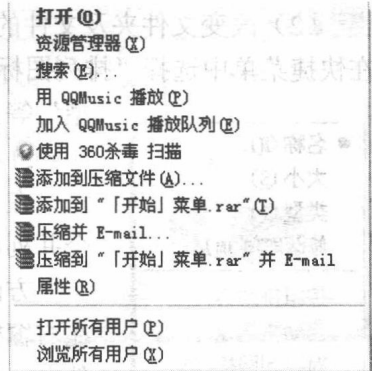 打开(O)
资源管理器(X)
搜索(E)...
用 QQMusic 播放(P)
加入 QQMusic 播放队列(E)
使用 360杀毒 扫描
添加到压缩文件(A)...
添加到 "「开始」菜单.rar"(T)
压缩并 E-mail...
压缩到 "「开始」菜单.rar" 并 E-mail
属性(R)
打开所有用户(P)
浏览所有用户(X)